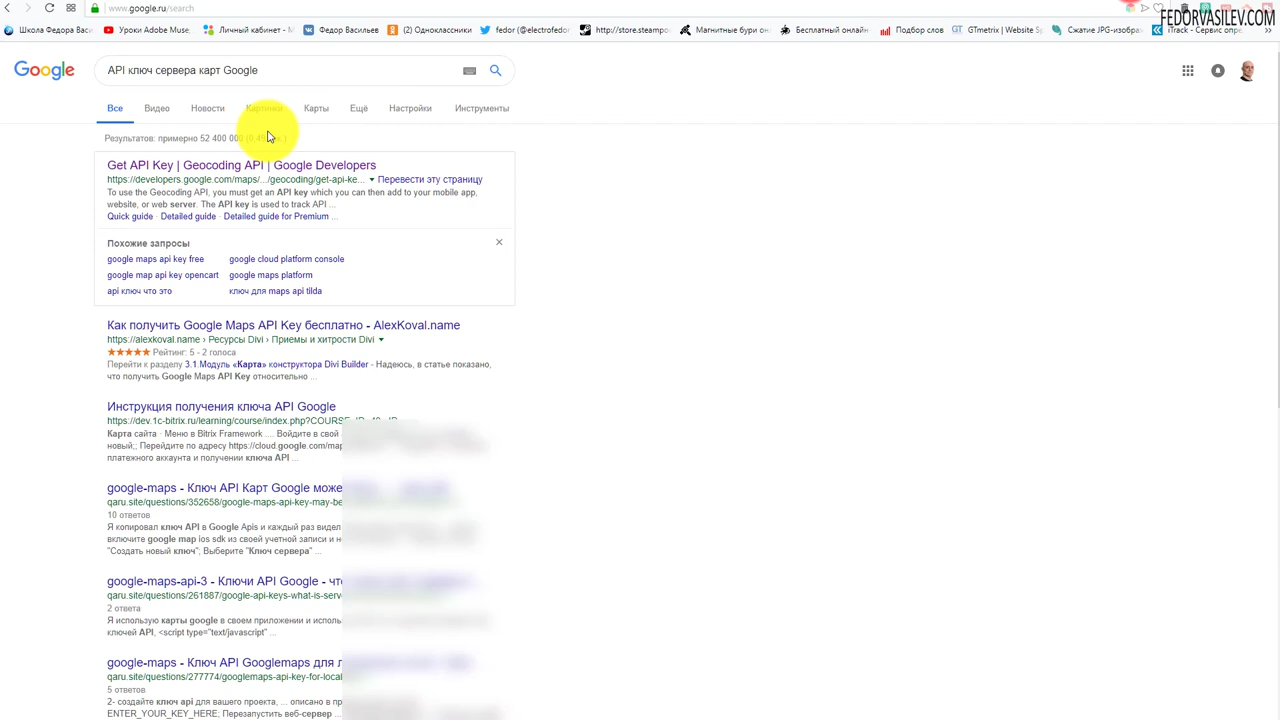 www.google.ru/search
FEDORVASILEV.COM
Школа Федора Васи... Уроки Adobe Muse Личный кабинет - М Федор Васильев (2) Одноклассники fedor (@electrofedor http://store.steampo Магнитные бури он Бесплатный онлайн Подбор слов GTmetrix | Website S Сжатие JPG-изображ iTrack - Сервис опре
Google
API ключ сервера карт Google
Все Видео Новости Картинки Карты Ещё Настройки Инструменты
Результатов: примерно 52 400 000
Get API Key | Geocoding API | Google Developers
https://developers.google.com/maps/.../geocoding/get-api-ke... Перевести эту страницу
To use the Geocoding API, you must get an API key which you can then add to your mobile app,
website, or web server. The API key is used to track API ...
Quick guide · Detailed guide · Detailed guide for Premium ...
Похожие запросы
google maps api key free google cloud platform console
google map api key opencart google maps platform
api ключ что это ключ для maps api tilda
Как получить Google Maps API Key бесплатно - AlexKoval.name
https://alexkoval.name › Ресурсы Divi › Приемы и хитрости Divi
Рейтинг: 5 - 2 голоса
Перейти к разделу 3.1.Модуль «Карта» конструктора Divi Builder - Надеюсь, в статье показано,
что получить Google Maps API Key относительно ...
Инструкция получения ключа API Google
https://dev.1c-bitrix.ru/learning/course/index.php?COURSE_ID
Карта сайта · Меню в Bitrix Framework .... Войдите в свой
новый;; Перейдите по адресу https://cloud.google.com/map
платежного аккаунта и получении ключа API ...
google-maps - Ключ API Карт Google може
qaru.site/questions/352658/google-maps-api-key-may-be
10 ответов
Я копировал ключ API в Google Apis и каждый раз видел
включите google map ios sdk из своей учетной записи и н
"Создать новый ключ"; Выберите "Ключ сервера" ...
google-maps-api-3 - Ключи API Google - чт
qaru.site/questions/261887/google-api-keys-what-is-serv
2 ответа
Я использую карты google в своем приложении и исполь
ключей API, <script type="text/javascript" ...
google-maps - Ключ API Googlemaps для л
qaru.site/questions/277774/googlemaps-api-key-for-local
5 ответов
2- создайте ключ api для вашего проекта, ... описано в пр
ENTER_YOUR_KEY_HERE; Перезапустить веб-сервер ...